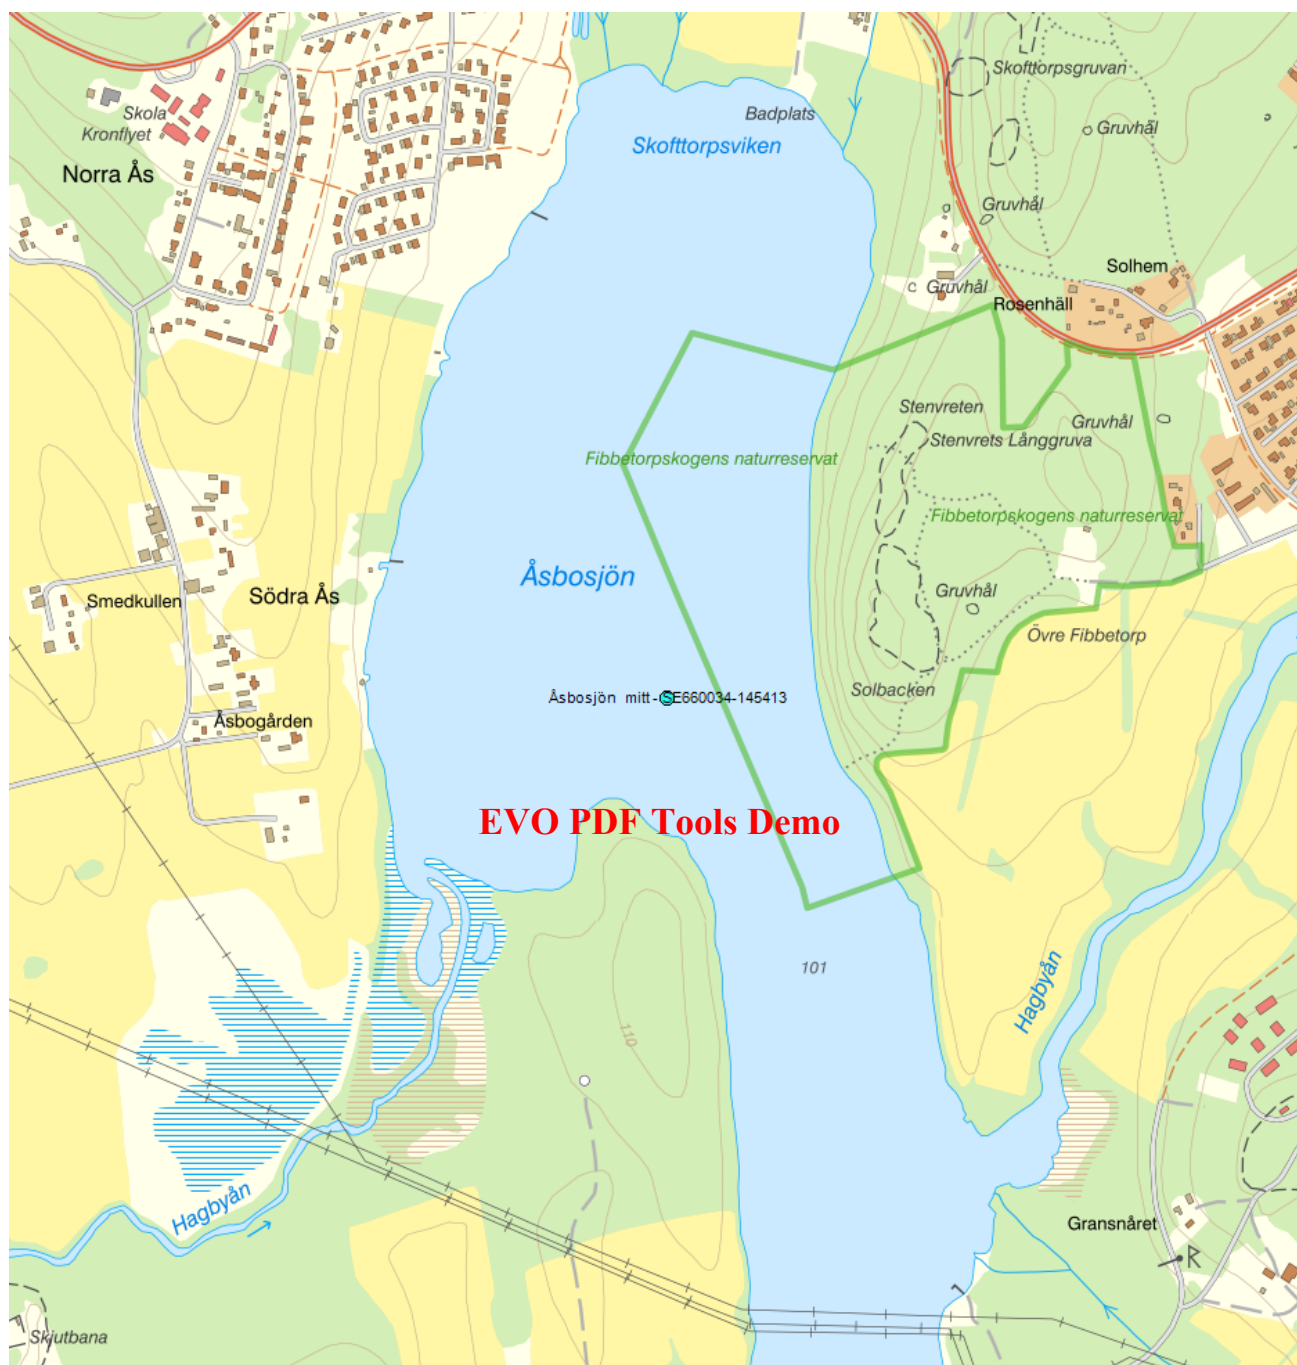 Skofttorpsgruvan
Badplats
Skola
Kronflyet
Gruvhål
Skofttorpsviken
Norra Ås
Gruvhål
Solhem
Gruvhål
Rosenhäll
Stenvreten
Gruvhål
Stenvrets Långgruva
Fibbetorpskogens naturreservat
Fibbetorpskogens naturreservat
Åsbosjön
Smedkullen
Södra Ås
Gruvhål
Övre Fibbetorp
Solbacken
Åsbosjön mitt-SE660034-145413
Åsbogården
EVO PDF Tools Demo
101
Hagbyån
110
Hagbyån
Gransnåret
R
Skjutbana